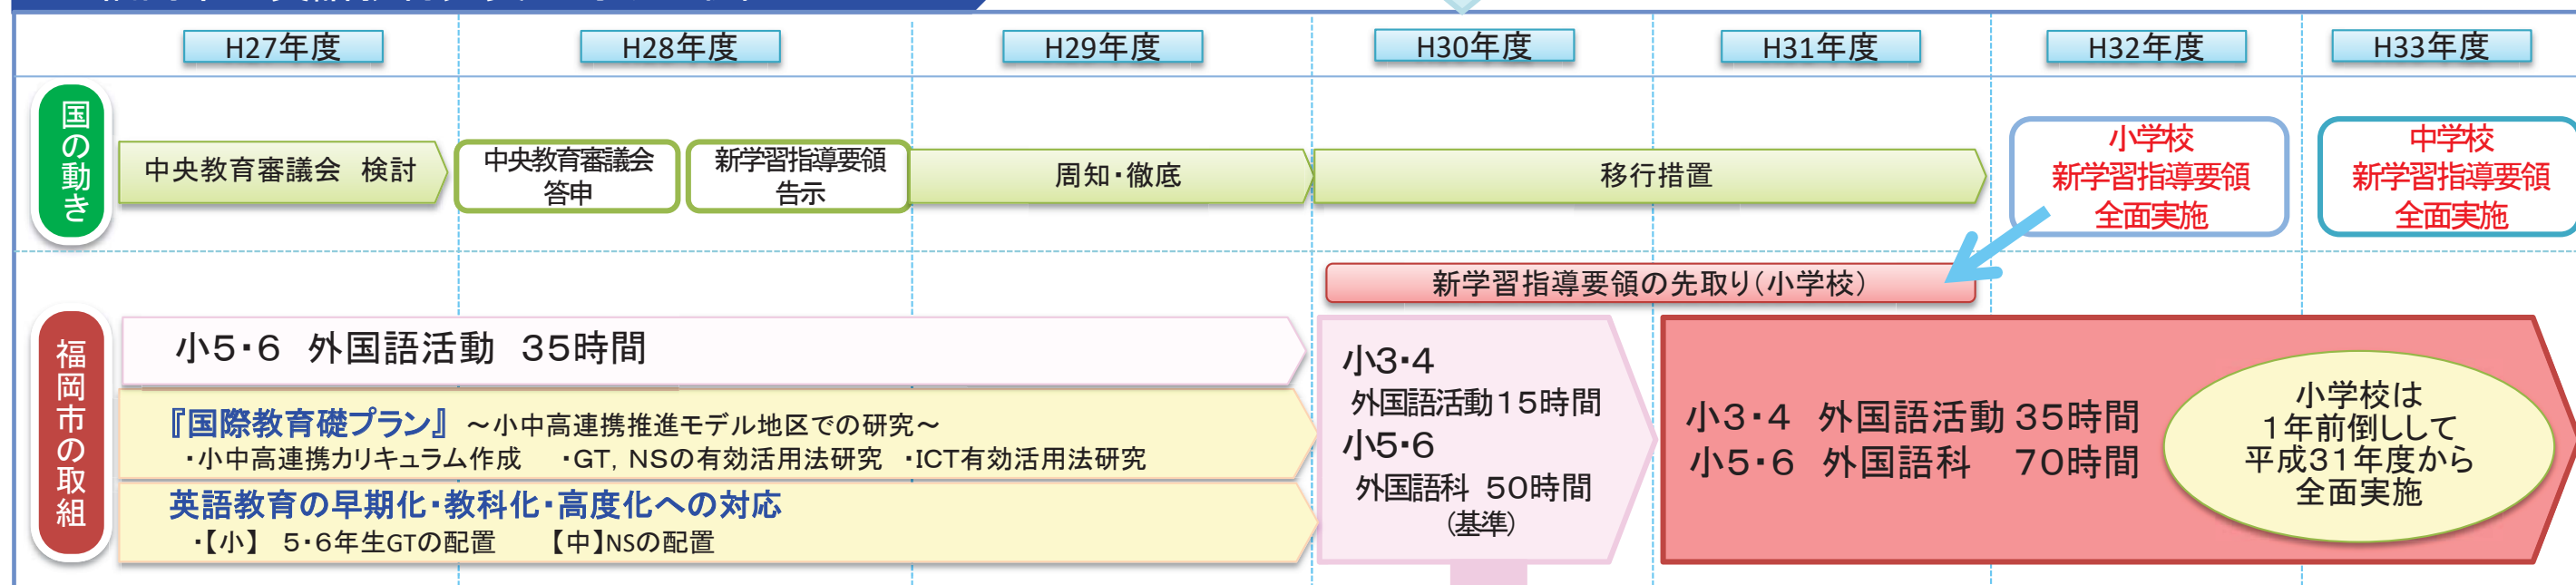 H27年度
H28年度
H29年度
H30年度
H31年度
H32年度
H33年度
国の動き
中央教育審議会　検討
中央教育審議会
答申
新学習指導要領
告示
周知・徹底
移行措置
小学校
新学習指導要領
全面実施
中学校
新学習指導要領
全面実施
新学習指導要領の先取り（小学校）
福岡市の取組
小５・６　外国語活動　３５時間
『国際教育礎プラン』　～小中高連携推進モデル地区での研究～
・小中高連携カリキュラム作成　・ＧＴ，ＮＳの有効活用法研究　・ＩＣＴ有効活用法研究
英語教育の早期化・教科化・高度化への対応
・【小】　５・６年生GTの配置　【中】NSの配置
小３・４
外国語活動１５時間
小５・６
外国語科　５０時間
（基準）
小３・４　外国語活動 ３５時間
小５・６　外国語科　７０時間
小学校は
１年前倒しして
平成３１年度から
全面実施